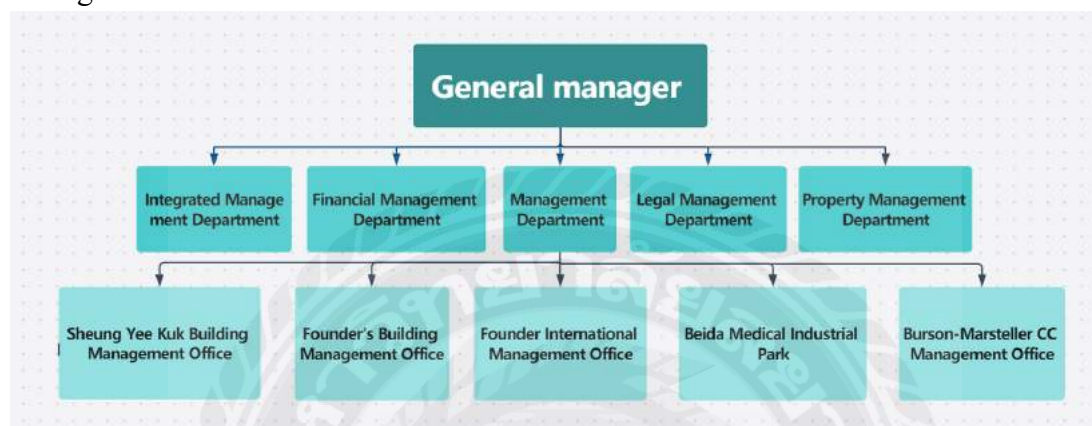 General manager
Integrated Manage
ment Department
Financial Management
Department
Management
Department
Legal Management
Department
Property Management
Department
Sheung Yee Kuk Building
Management Office
Founder's Building
Management Office
Founder International
Management Office
Beida Medical Industrial
Park
Burson-Marsteller CC
Management Office